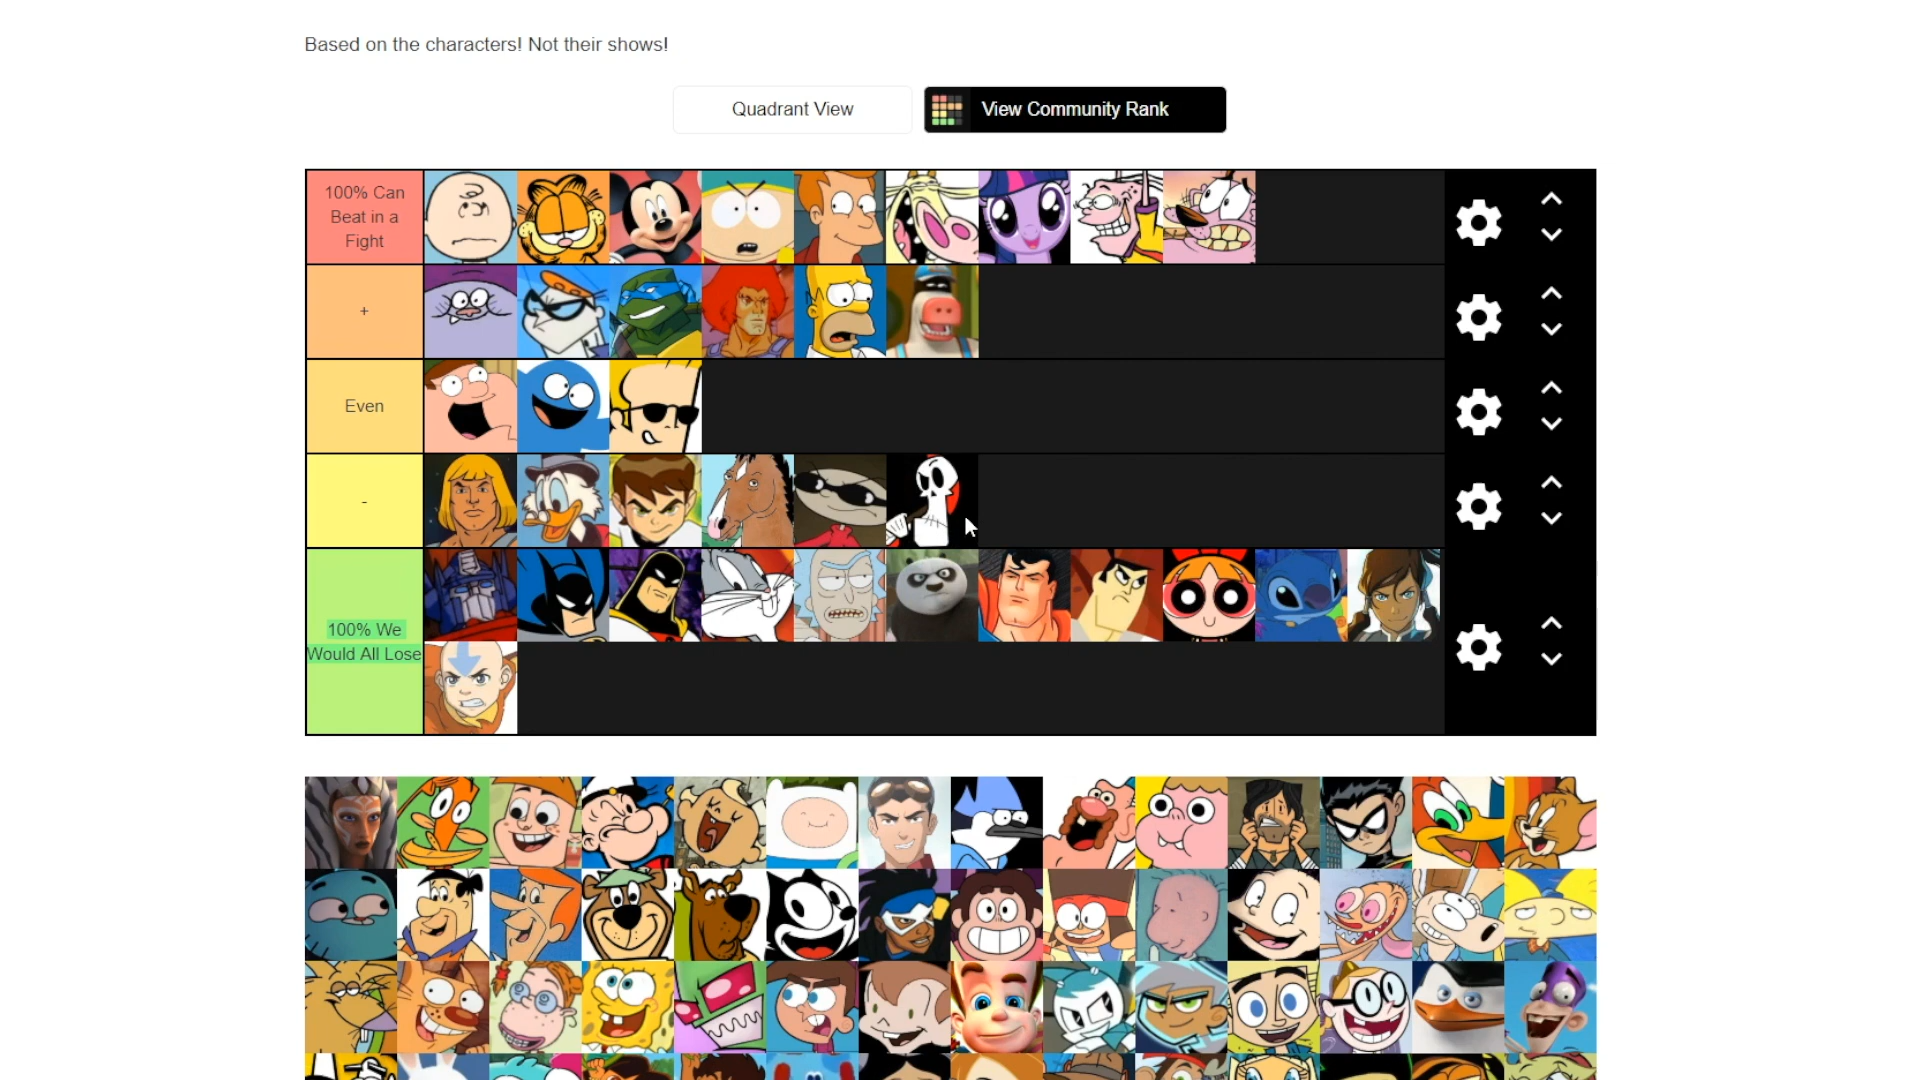 Based on the characters! Not their shows!
Quadrant View
View Community Rank
100% Can
Beat in a
Fight
+
Even
-
100% We
Would All Lose